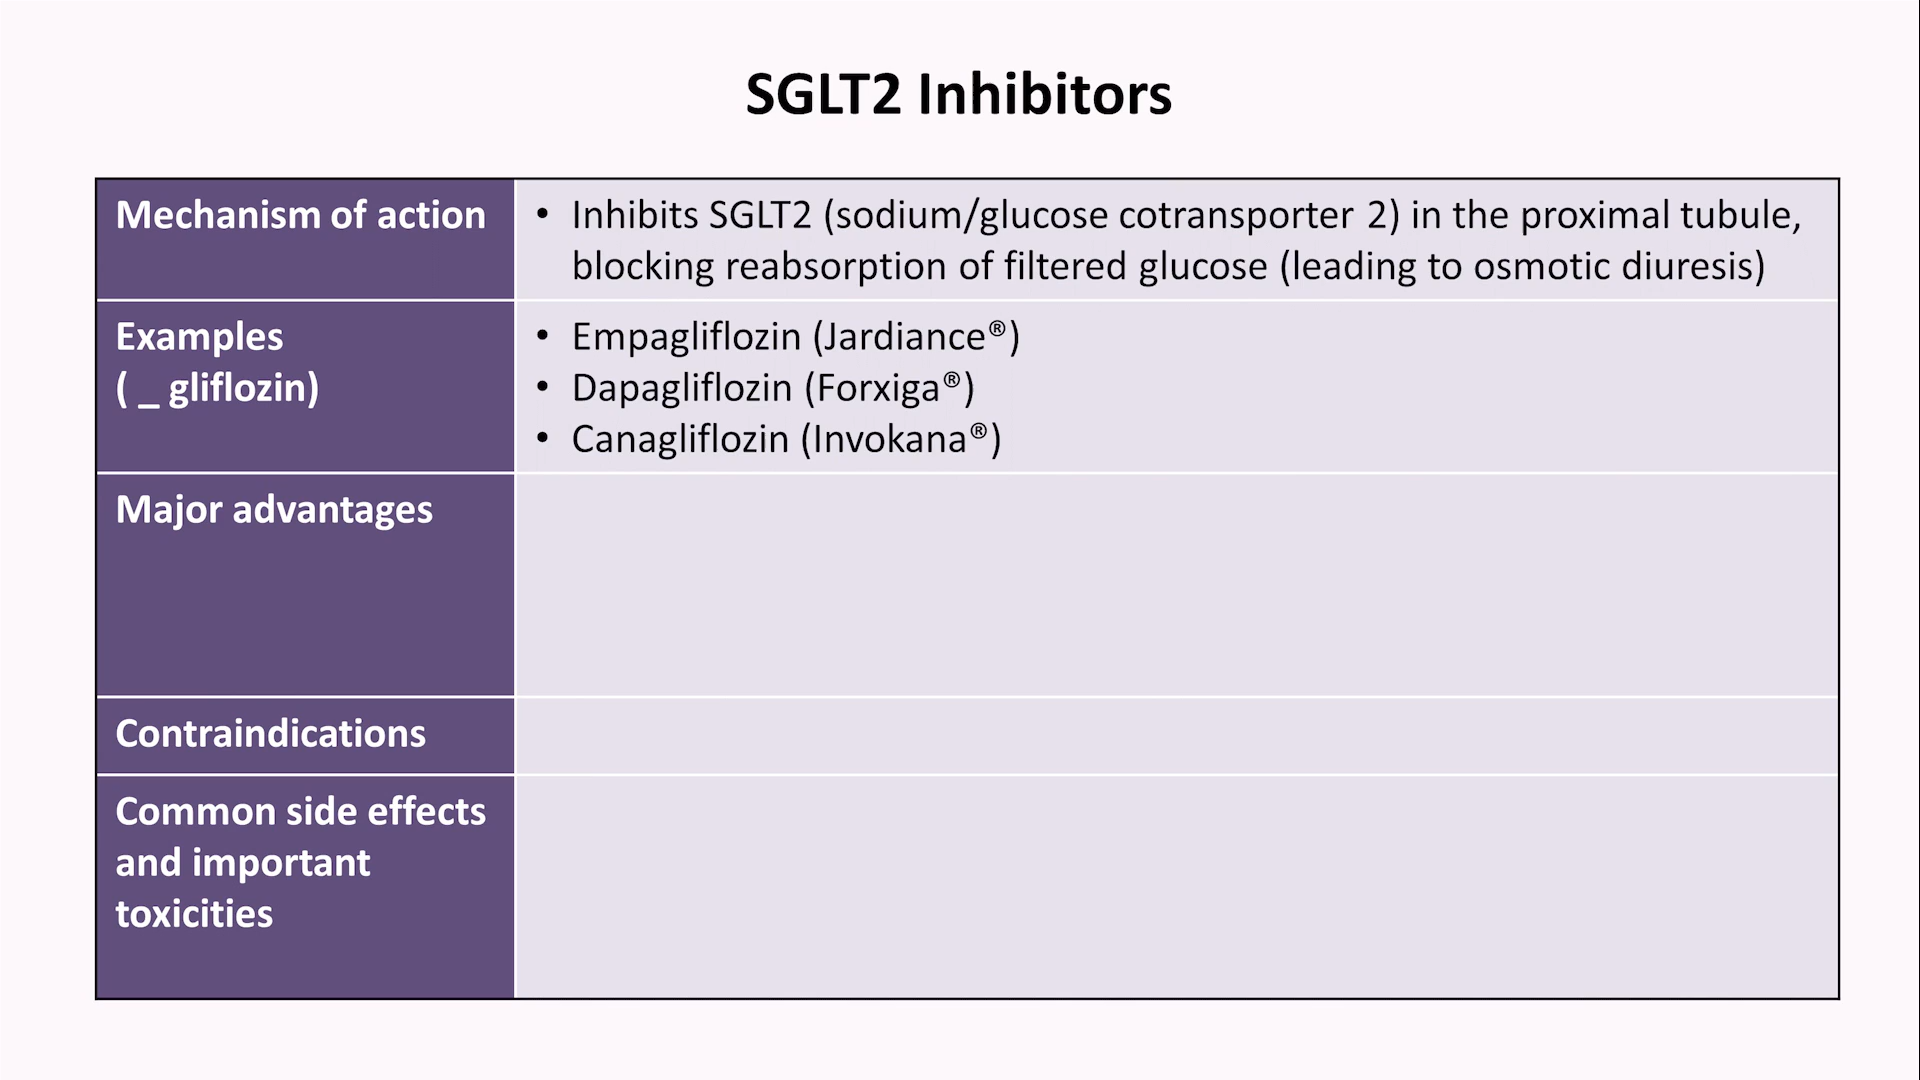 SGLT2 Inhibitors
Mechanism of action
• Inhibits SGLT2 (sodium/glucose cotransporter 2) in the proximal tubule,
blocking reabsorption of filtered glucose (leading to osmotic diuresis)
Examples
( _ gliflozin)
• Empagliflozin (Jardiance®)
• Dapagliflozin (Forxiga®)
• Canagliflozin (Invokana®)
Major advantages
Contraindications
Common side effects
and important
toxicities